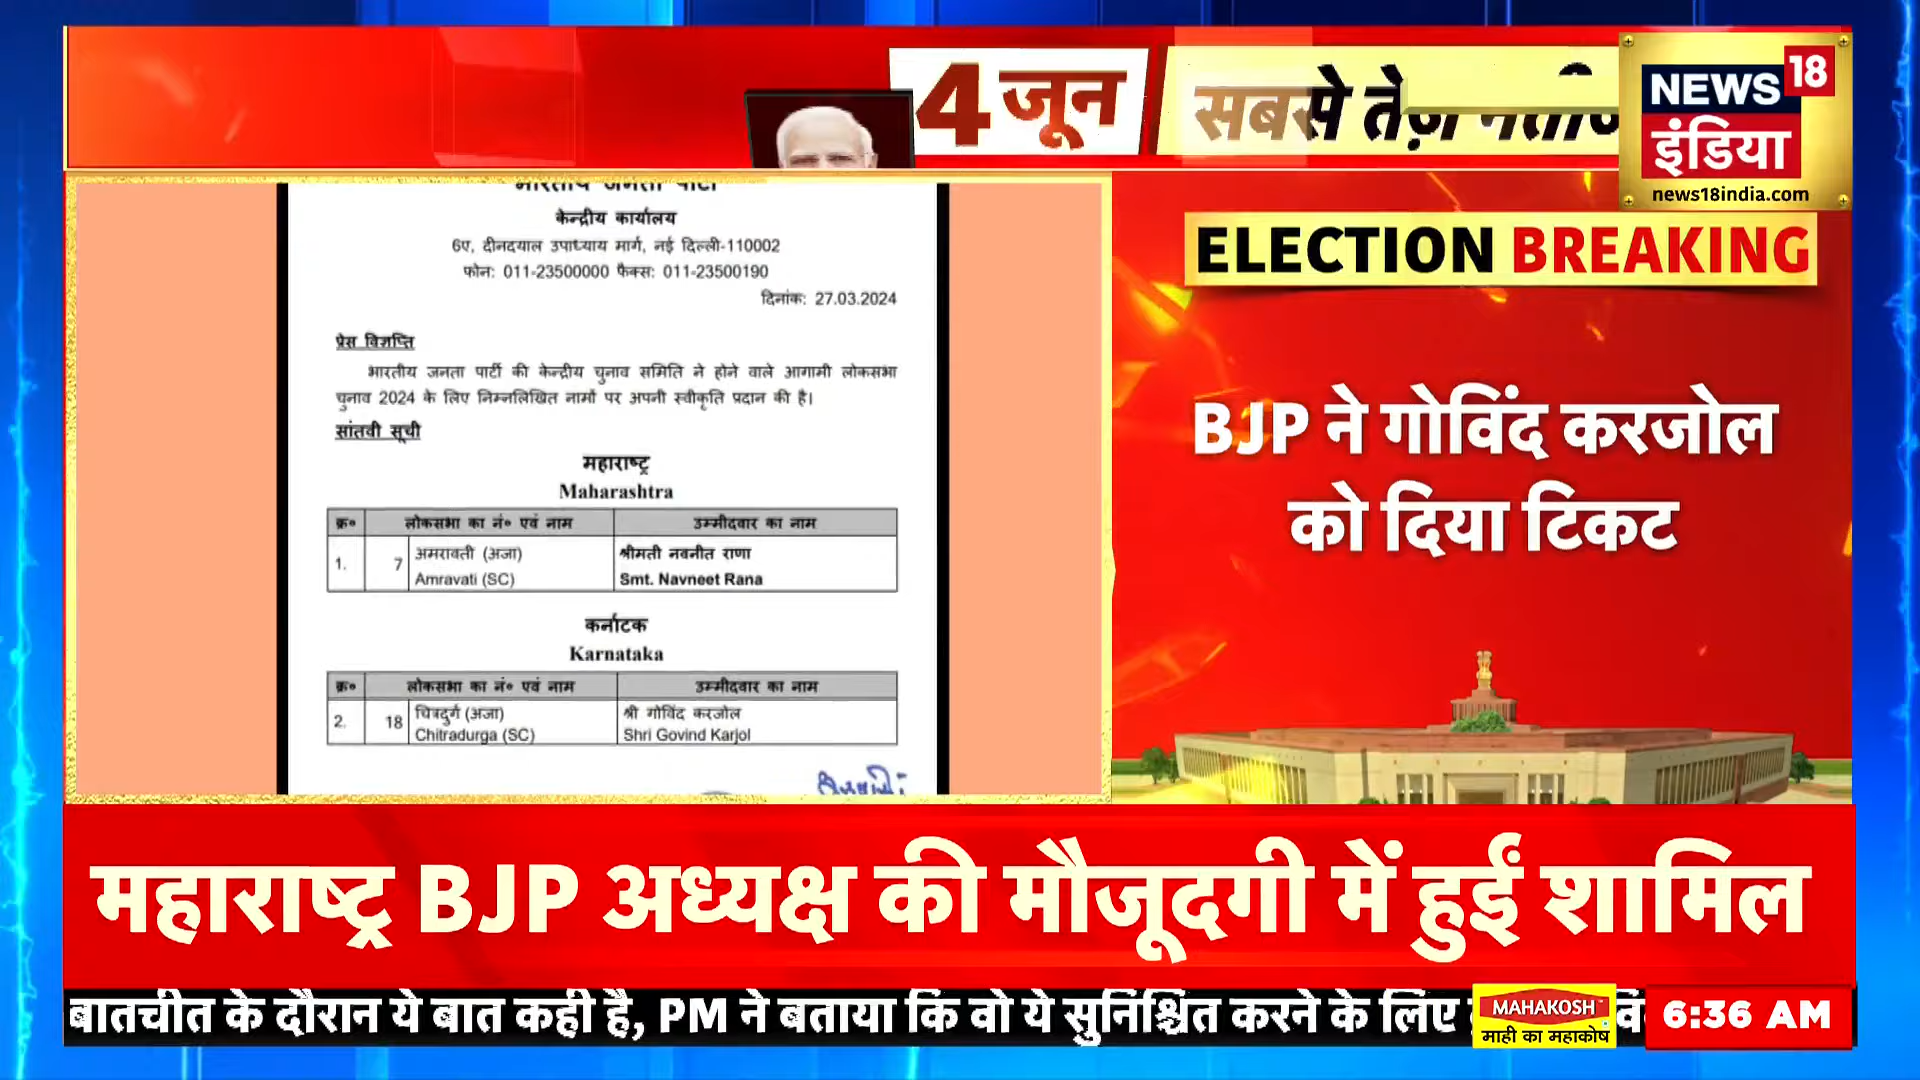 4 जून
सबसे तेज़ नतीजे
NEWS 18
इंडिया
news18india.com
भारतीय जनता पार्टी
केन्द्रीय कार्यालय
6ए, दीनदयाल उपाध्याय मार्ग, नई दिल्ली-110002
फोन: 011-23500000 फैक्स: 011-23500190
दिनांक: 27.03.2024
प्रेस विज्ञप्ति
भारतीय जनता पार्टी की केन्द्रीय चुनाव समिति ने होने वाले आगामी लोकसभा
चुनाव 2024 के लिए निम्नलिखित नामों पर अपनी स्वीकृति प्रदान की है।
सांतवी सूची
महाराष्ट्र
Maharashtra
क्र० लोकसभा का नं० एवं नाम उम्मीदवार का नाम
1. 7 अमरावती (अजा) श्रीमती नवनीत राणा
Amravati (SC) Smt. Navneet Rana
कर्नाटक
Karnataka
क्र० लोकसभा का नं० एवं नाम उम्मीदवार का नाम
2. 18 चित्रदुर्ग (अजा) श्री गोविंद करजोल
Chitradurga (SC) Shri Govind Karjol
ELECTION BREAKING
BJP ने गोविंद करजोल
को दिया टिकट
महाराष्ट्र BJP अध्यक्ष की मौजूदगी में हुईं शामिल
बातचीत के दौरान ये बात कही है, PM ने बताया कि वो ये सुनिश्चित करने के लिए
MAHAKOSH
माही का महाकोष
6:36 AM